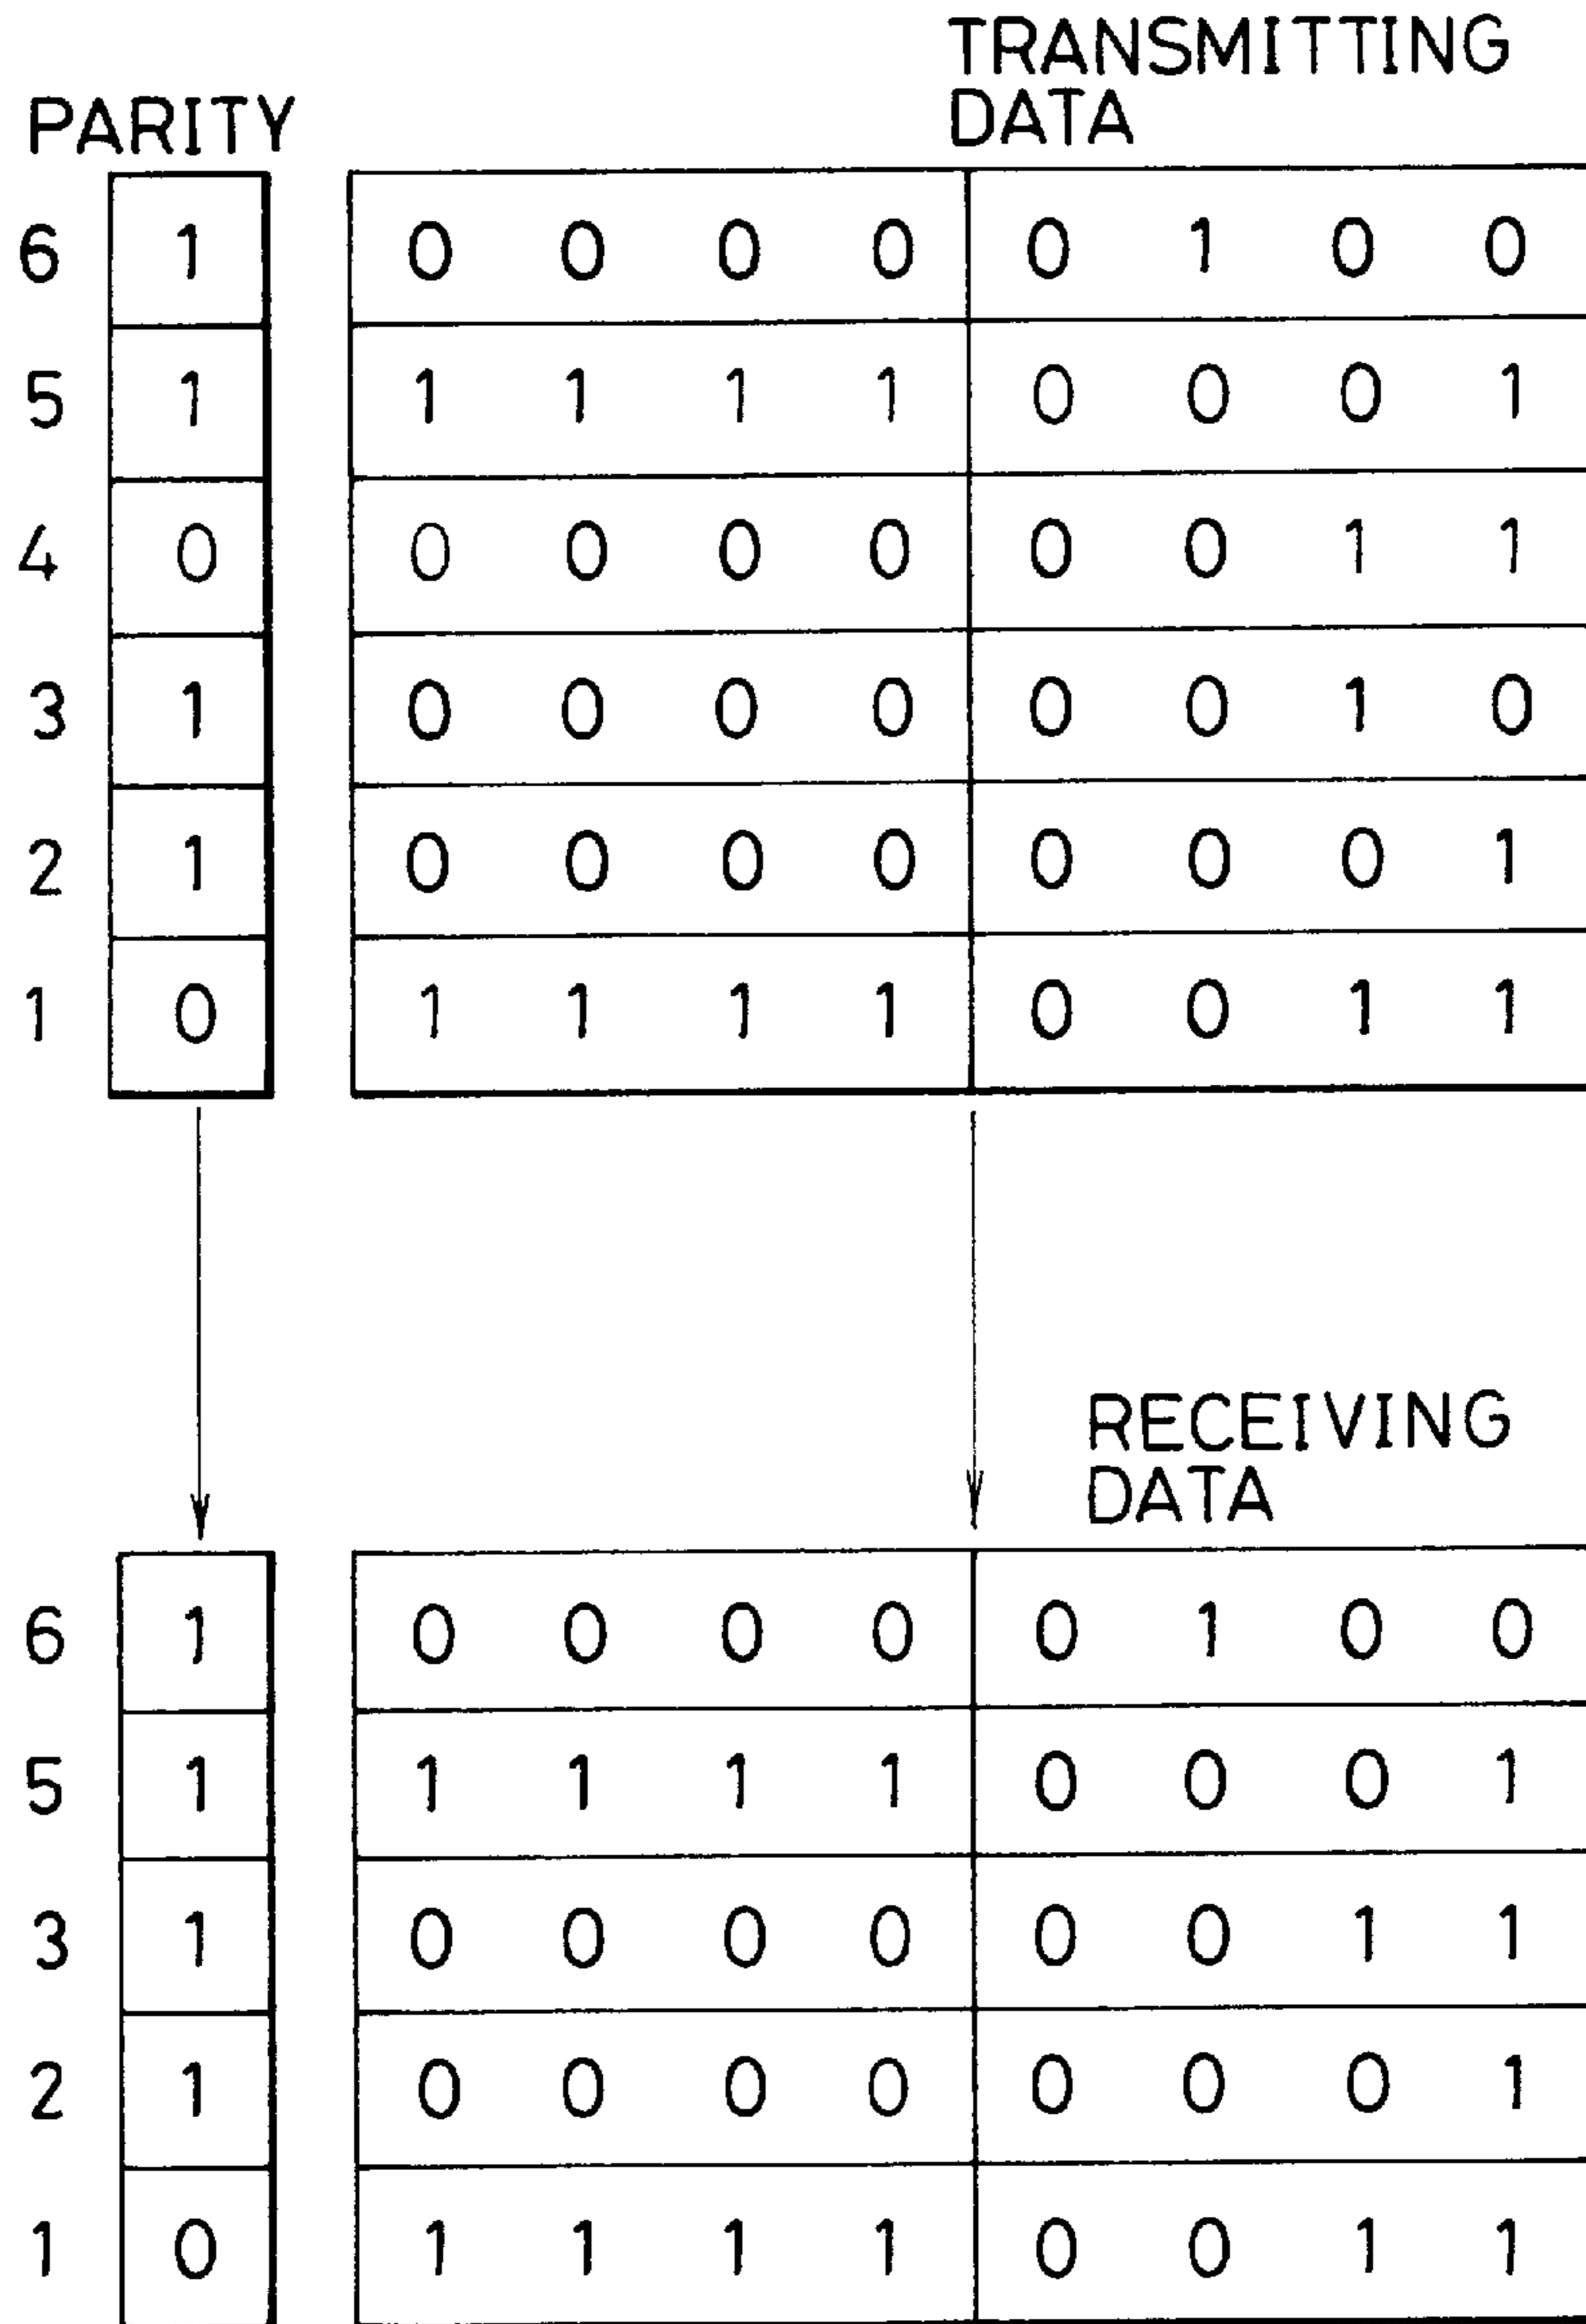 TRANSMITTING
DATA
PARITY
6 1 0 0 0 0 0 1 0 0
5 1 1 1 1 1 0 0 0 1
4 0 0 0 0 0 0 0 1 1
3 1 0 0 0 0 0 0 1 0
2 1 0 0 0 0 0 0 0 1
1 0 1 1 1 1 0 0 1 1
RECEIVING
DATA
6 1 0 0 0 0 0 1 0 0
5 1 1 1 1 1 0 0 0 1
3 1 0 0 0 0 0 0 1 1
2 1 0 0 0 0 0 0 0 1
1 0 1 1 1 1 0 0 1 1